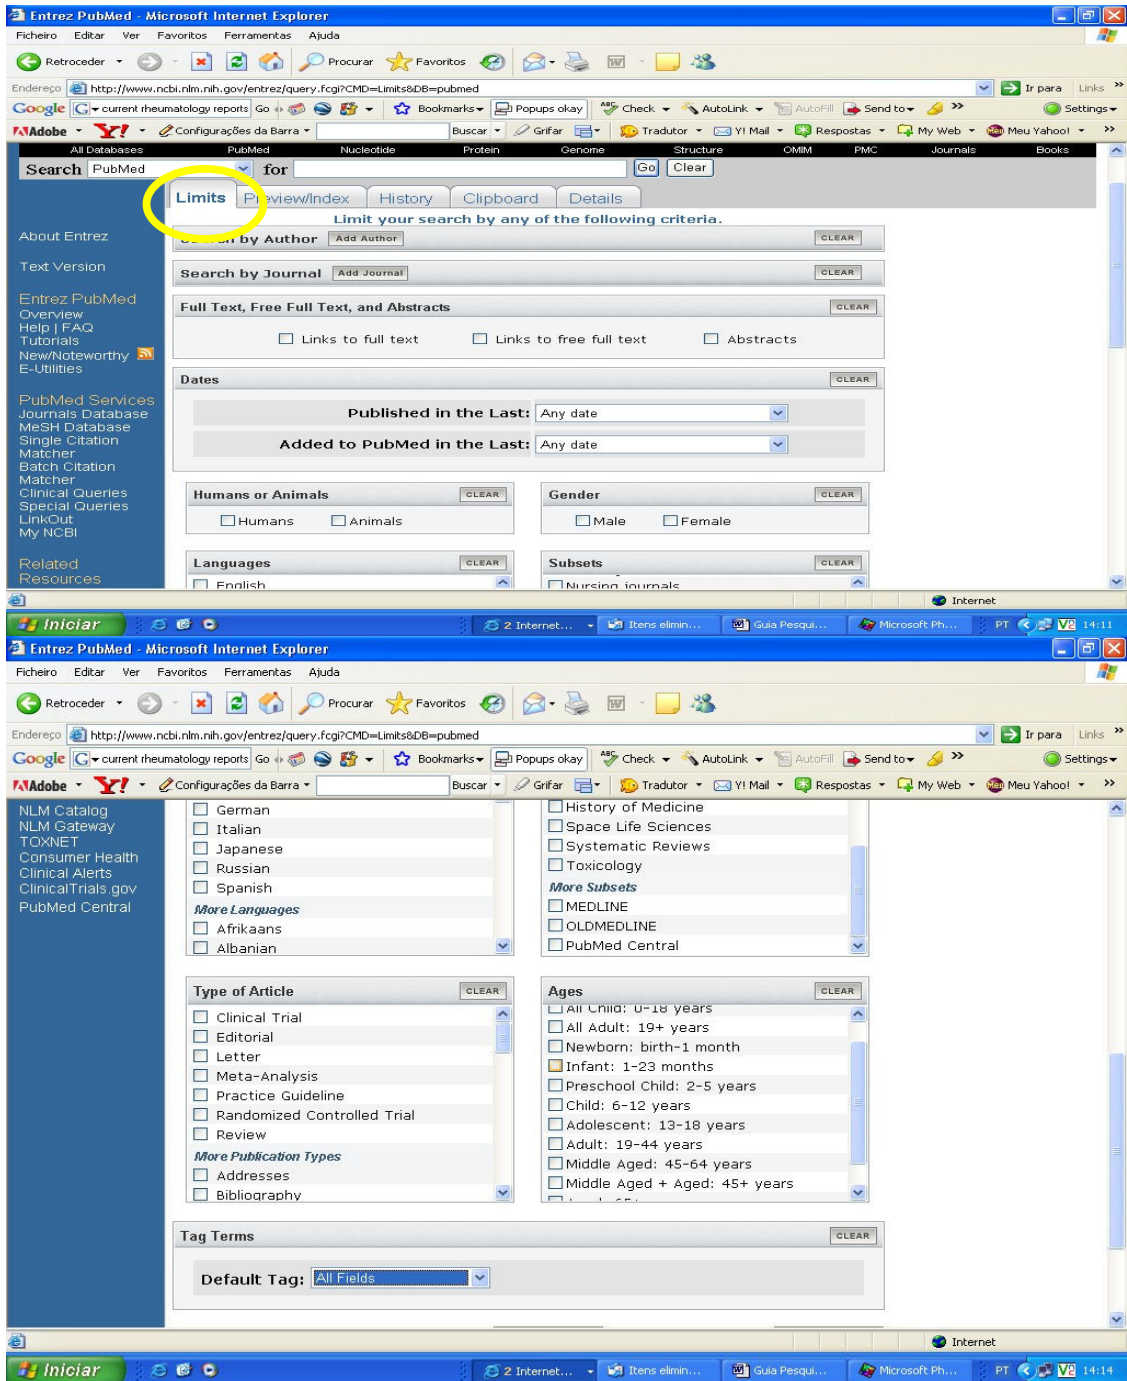 Entrez PubMed - Microsoft Internet Explorer
Ficheiro Editar Ver Favoritos Ferramentas Ajuda
Retroceder Procurar Favoritos
Endereço http://www.ncbi.nlm.nih.gov/entrez/query.fcgi?CMD=Limits&DB=pubmed Ir para Links »
Google G current rheumatology reports Go Bookmarks Popups okay ABC Check AutoLink AutoFill Send to » Settings
Adobe Y! Configurações da Barra Buscar Grifar Tradutor Y! Mail Respostas My Web Meu Yahoo! »
All Databases PubMed Nucleotide Protein Genome Structure OMIM PMC Journals Books
Search PubMed for Go Clear
Limits Preview/Index History Clipboard Details
Limit your search by any of the following criteria.
About Entrez
Text Version
Entrez PubMed
Overview
Help | FAQ
Tutorials
New/Noteworthy
E-Utilities
PubMed Services
Journals Database
MeSH Database
Single Citation
Matcher
Batch Citation
Matcher
Clinical Queries
Special Queries
LinkOut
My NCBI
Related
Resources
Search by Author Add Author CLEAR
Search by Journal Add Journal CLEAR
Full Text, Free Full Text, and Abstracts CLEAR
Links to full text Links to free full text Abstracts
Dates CLEAR
Published in the Last: Any date
Added to PubMed in the Last: Any date
Humans or Animals CLEAR Gender CLEAR
Humans Animals Male Female
Languages CLEAR Subsets CLEAR
English Nursing journals
Internet
Iniciar 2 Internet... Itens elimin... Guia Pesqui... Microsoft Ph... PT 14:11
Entrez PubMed - Microsoft Internet Explorer
Ficheiro Editar Ver Favoritos Ferramentas Ajuda
Retroceder Procurar Favoritos
Endereço http://www.ncbi.nlm.nih.gov/entrez/query.fcgi?CMD=Limits&DB=pubmed Ir para Links »
Google G current rheumatology reports Go Bookmarks Popups okay ABC Check AutoLink AutoFill Send to » Settings
Adobe Y! Configurações da Barra Buscar Grifar Tradutor Y! Mail Respostas My Web Meu Yahoo! »
NLM Catalog
NLM Gateway
TOXNET
Consumer Health
Clinical Alerts
ClinicalTrials.gov
PubMed Central
German
Italian
Japanese
Russian
Spanish
More Languages
Afrikaans
Albanian
History of Medicine
Space Life Sciences
Systematic Reviews
Toxicology
More Subsets
MEDLINE
OLDMEDLINE
PubMed Central
Type of Article CLEAR
Clinical Trial
Editorial
Letter
Meta-Analysis
Practice Guideline
Randomized Controlled Trial
Review
More Publication Types
Addresses
Bibliography
Ages CLEAR
All Child: 0-18 years
All Adult: 19+ years
Newborn: birth-1 month
Infant: 1-23 months
Preschool Child: 2-5 years
Child: 6-12 years
Adolescent: 13-18 years
Adult: 19-44 years
Middle Aged: 45-64 years
Middle Aged + Aged: 45+ years
Tag Terms CLEAR
Default Tag: All Fields
Internet
Iniciar 2 Internet... Itens elimin... Guia Pesqui... Microsoft Ph... PT 14:14